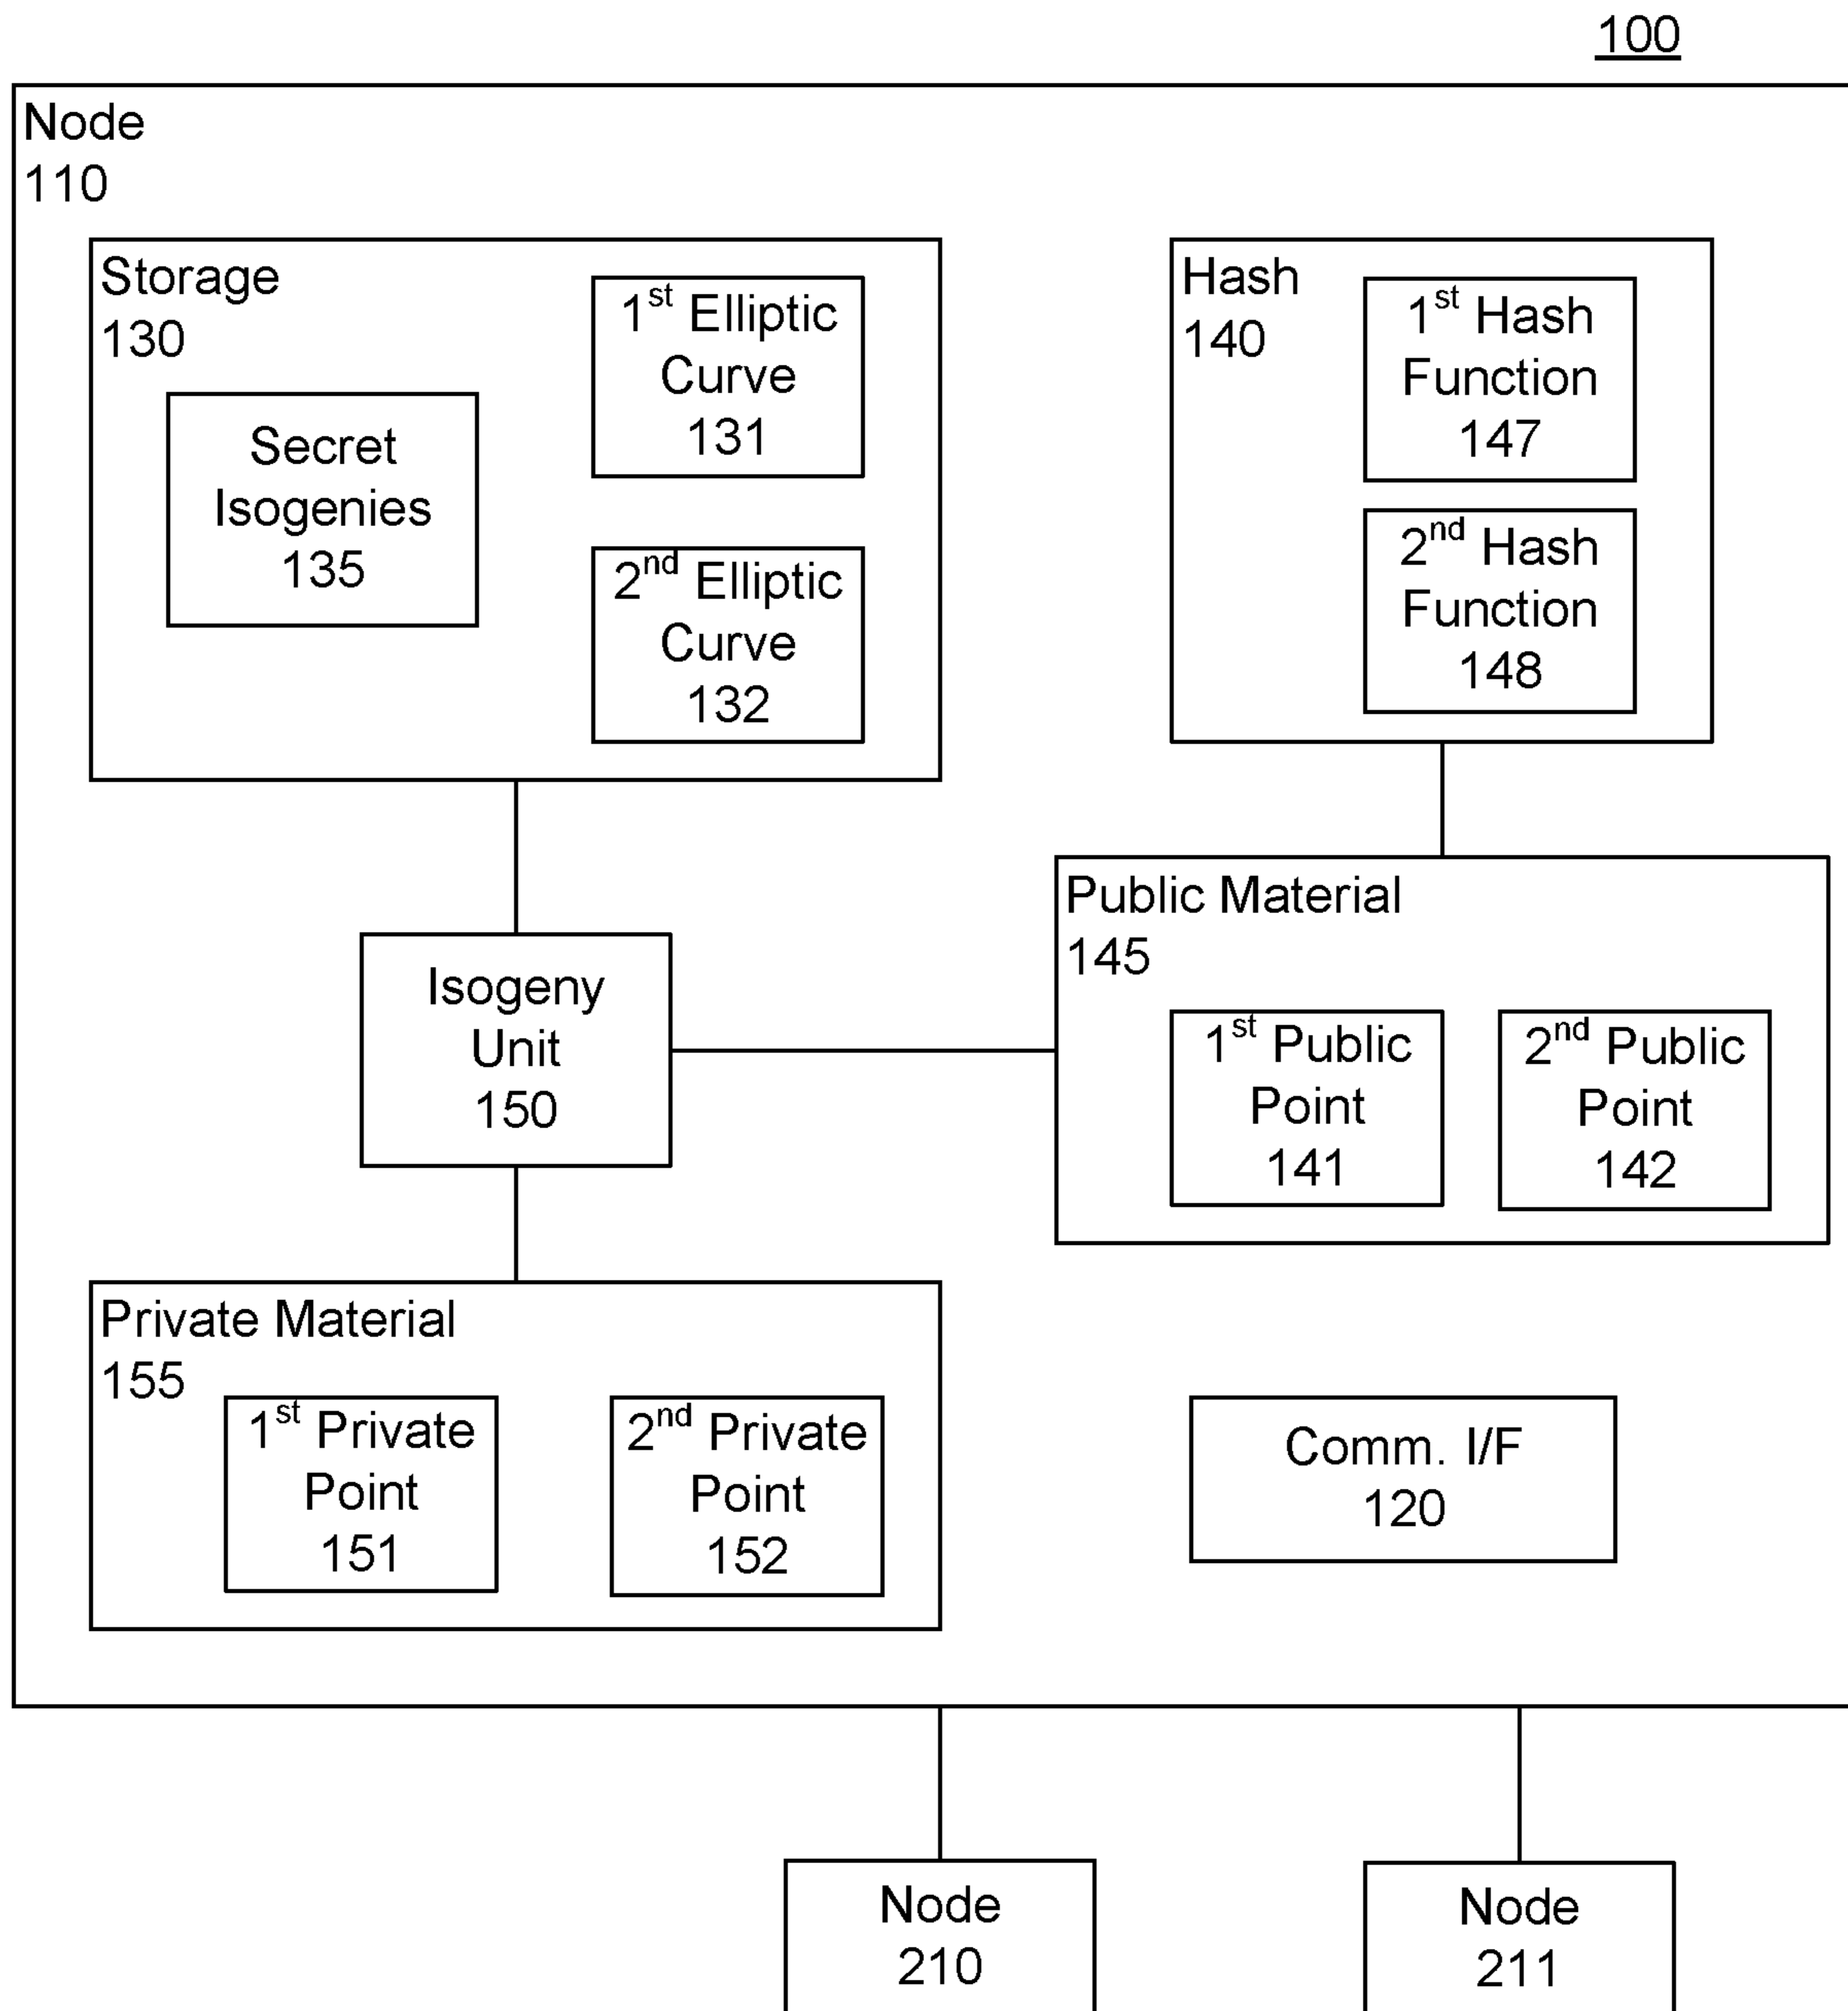 100
Node
110
Storage
130
Secret
Isogenies
135
1st Elliptic
Curve
131
2nd Elliptic
Curve
132
Hash
140
1st Hash
Function
147
2nd Hash
Function
148
Public Material
145
1st Public
Point
141
2nd Public
Point
142
Isogeny
Unit
150
Private Material
155
1st Private
Point
151
2nd Private
Point
152
Comm. I/F
120
Node
210
Node
211